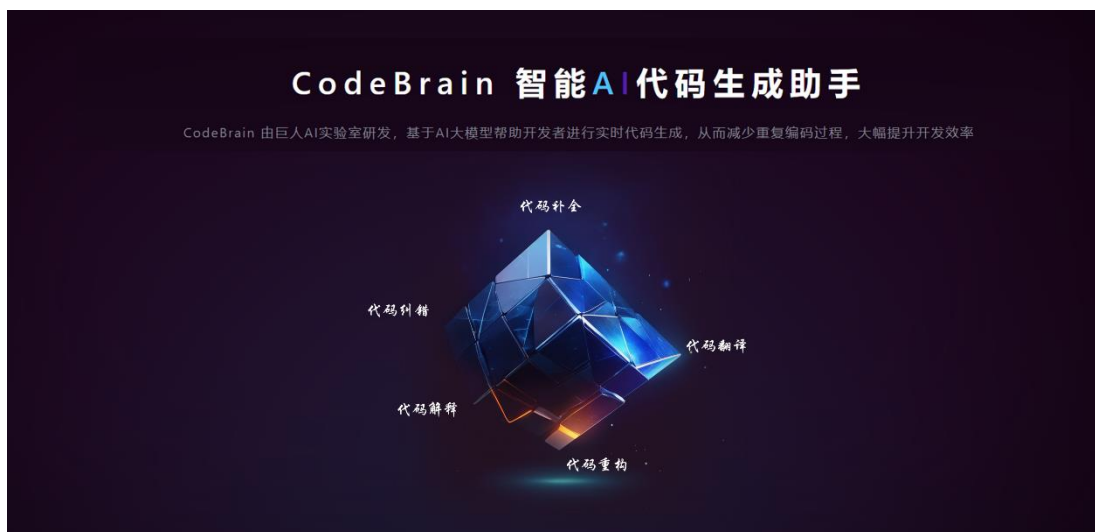 CodeBrain 智能AI代码生成助手
CodeBrain 由巨人AI实验室研发，基于AI大模型帮助开发者进行实时代码生成，从而减少重复编码过程，大幅提升开发效率
代码补全
代码纠错
代码翻译
代码解释
代码重构